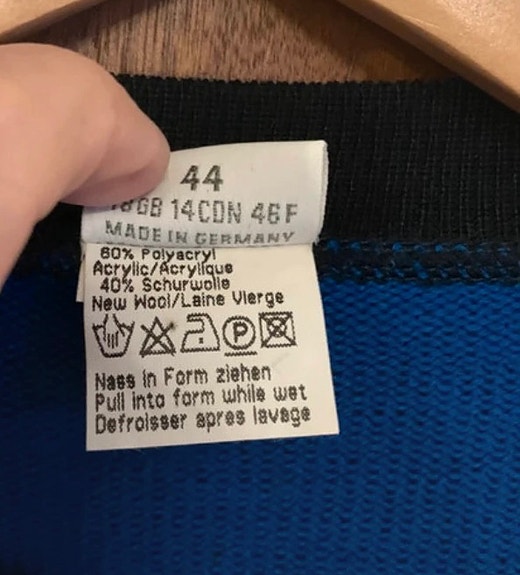 44
18GB 14CDN 46F
MADE IN GERMANY
60% Polyacryl
Acrylic/Acrylique
40% Schurwolle
New Wool/Laine Vierge
P
Nass in Form ziehen
Pull into form while wet
Defroisser apres lavage